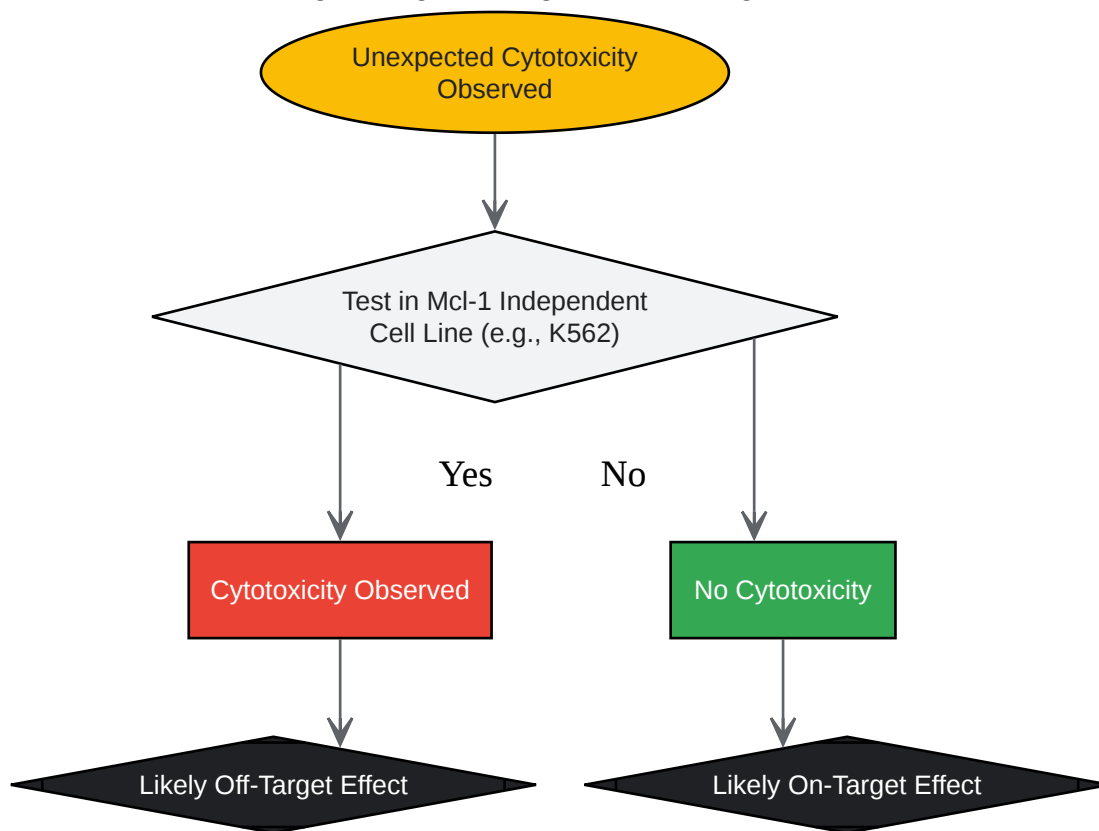 Unexpected Cytotoxicity
Observed
Test in Mcl-1 Independent
Cell Line (e.g., K562)
Yes
No
Cytotoxicity Observed
No Cytotoxicity
Likely Off-Target Effect
Likely On-Target Effect